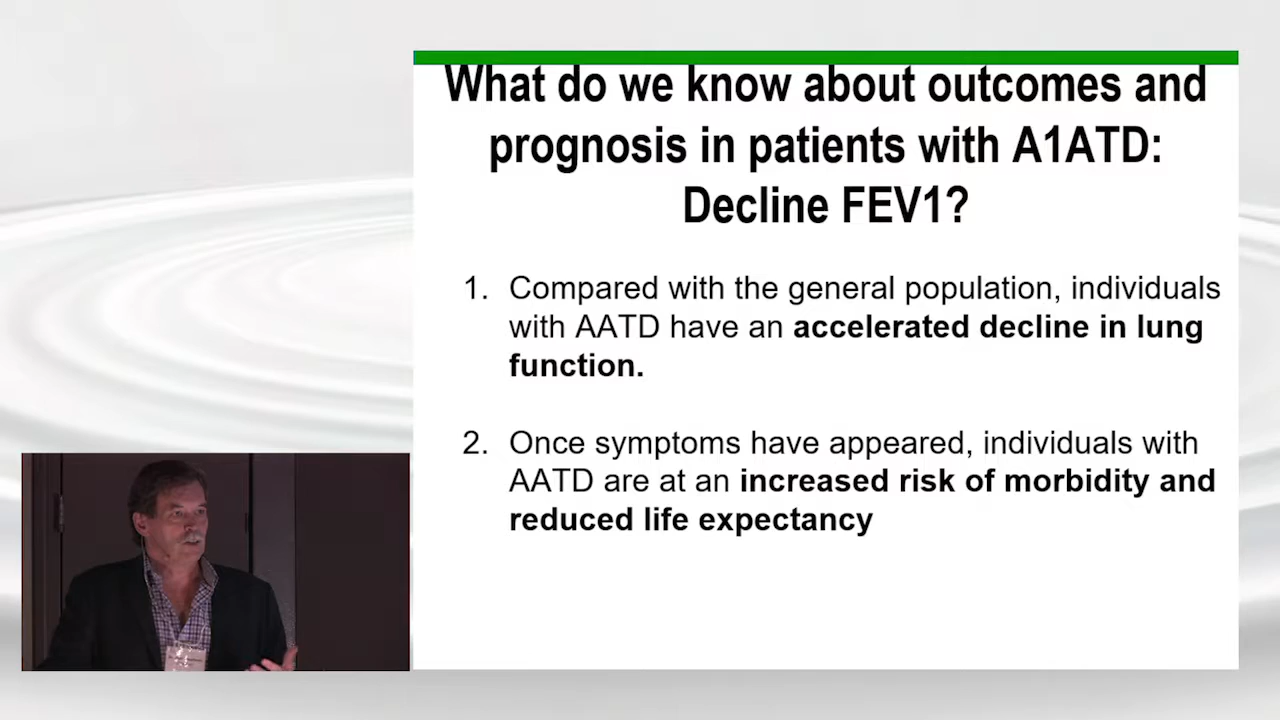 What do we know about outcomes and
prognosis in patients with A1ATD:
Decline FEV1?
1. Compared with the general population, individuals
with AATD have an accelerated decline in lung
function.
2. Once symptoms have appeared, individuals with
AATD are at an increased risk of morbidity and
reduced life expectancy